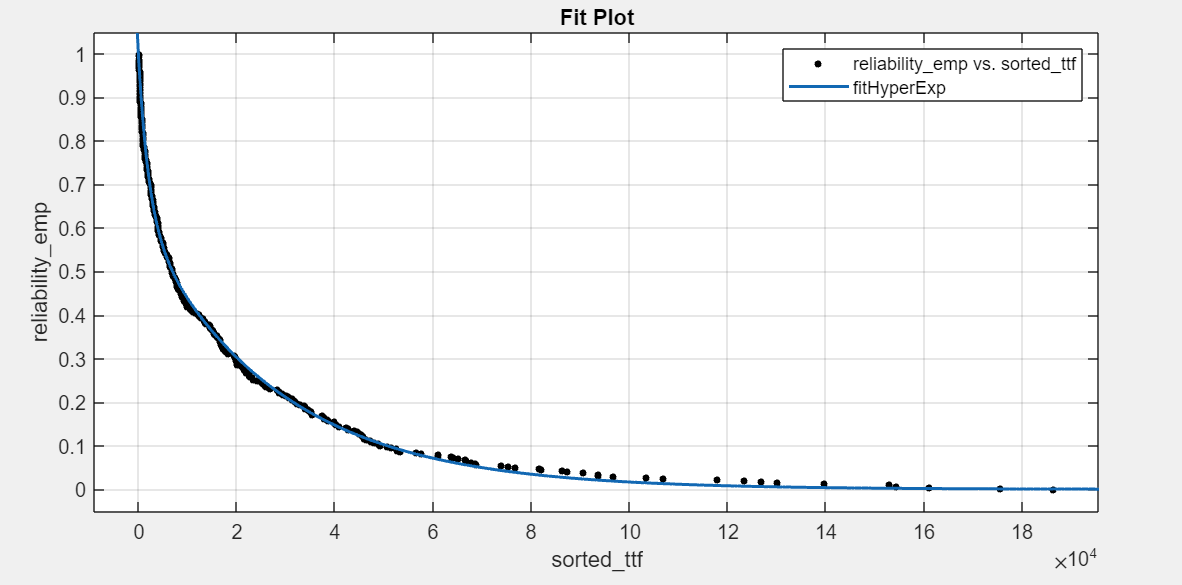 Fit Plot
reliability_emp vs. sorted_ttf
fitHyperExp
1
0.9
0.8
0.7
0.6
0.5
0.4
0.3
0.2
0.1
0
reliability_emp
0 2 4 6 8 10 12 14 16 18
sorted_ttf
×10⁴